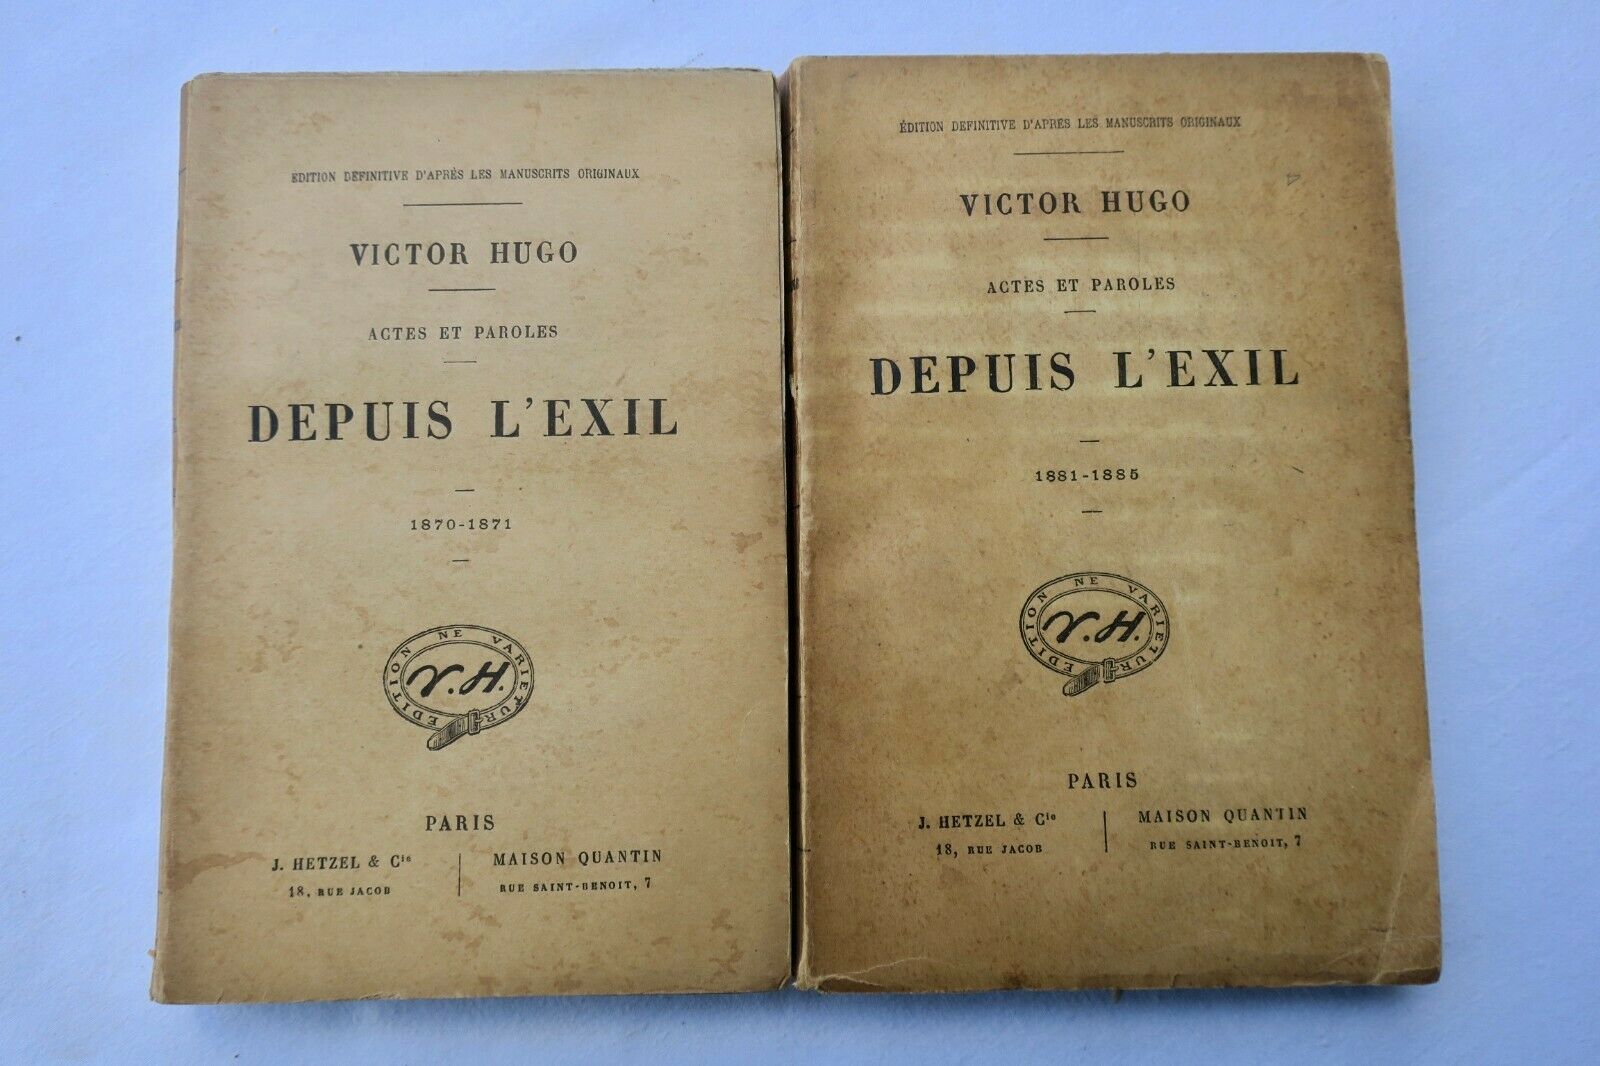 EDITION DEFINITIVE D'APRÈS LES MANUSCRITS ORIGINAUX
VICTOR HUGO
ACTES ET PAROLES
DEPUIS L'EXIL
1870-1871
EDITION NE VARIETUR
V.H.
PARIS
J. HETZEL & Cie
18, RUE JACOB
MAISON QUANTIN
RUE SAINT-BENOIT, 7
ÉDITION DEFINITIVE D'APRES LES MANUSCRITS ORIGINAUX
VICTOR HUGO
ACTES ET PAROLES
DEPUIS L'EXIL
1881-1885
EDITION NE VARIETUR
V.H.
PARIS
J. HETZEL & Cie
18, RUE JACOB
MAISON QUANTIN
RUE SAINT-BENOIT, 7